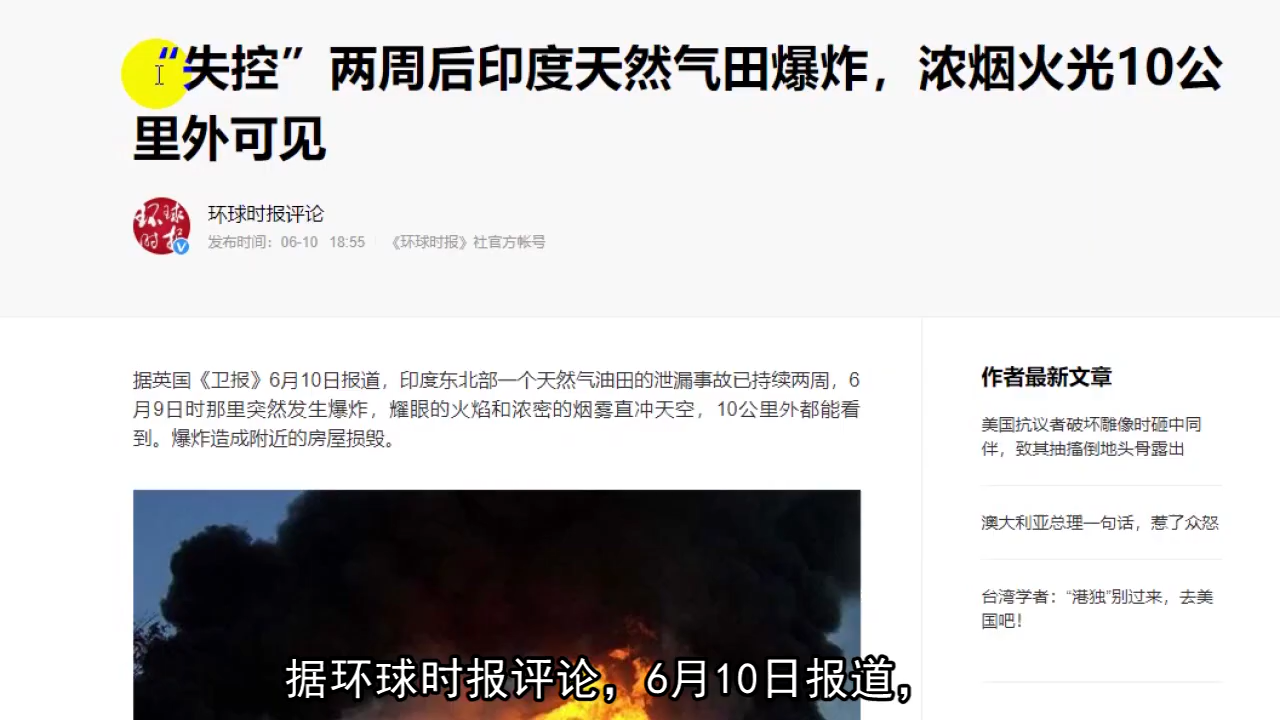 “失控”两周后印度天然气田爆炸，浓烟火光10公
里外可见
环球时报
环球时报评论
发布时间：06-10 18:55 《环球时报》社官方帐号
据英国《卫报》6月10日报道，印度东北部一个天然气油田的泄漏事故已持续两周，6
月9日时那里突然发生爆炸，耀眼的火焰和浓密的烟雾直冲天空，10公里外都能看
到。爆炸造成附近的房屋损毁。
作者最新文章
美国抗议者破坏雕像时砸中同
伴，致其抽搐倒地头骨露出
澳大利亚总理一句话，惹了众怒
台湾学者：“港独”别过来，去美
国吧！
据环球时报评论，6月10日报道，